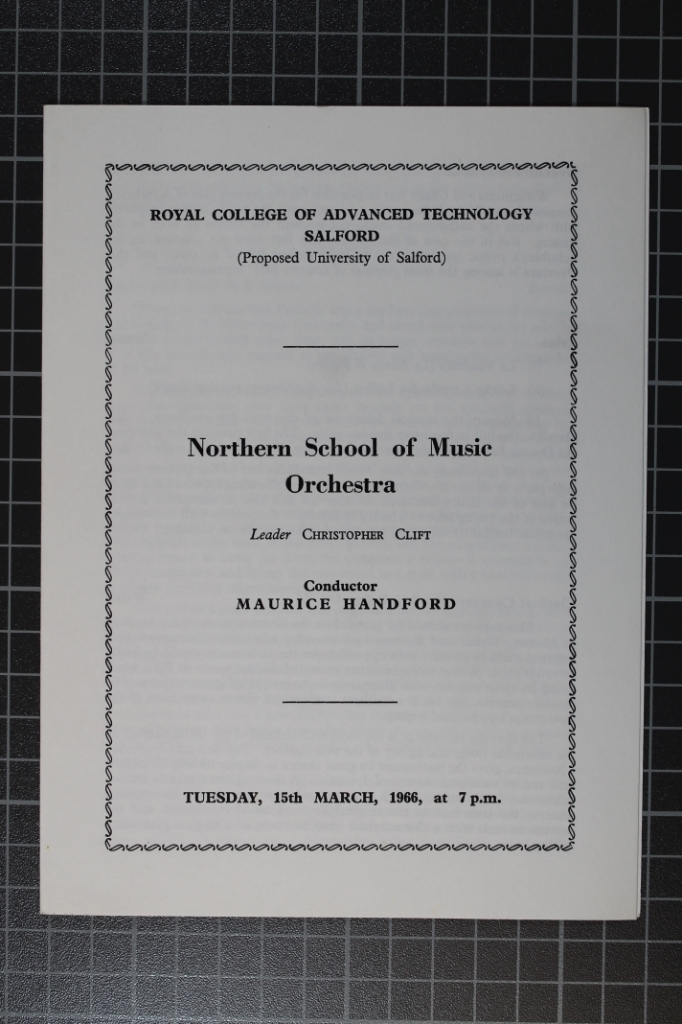 ROYAL COLLEGE OF ADVANCED TECHNOLOGY
SALFORD
(Proposed University of Salford)
Northern School of Music
Orchestra
Leader CHRISTOPHER CLIFT
Conductor
MAURICE HANDFORD
TUESDAY, 15th MARCH, 1966, at 7 p.m.